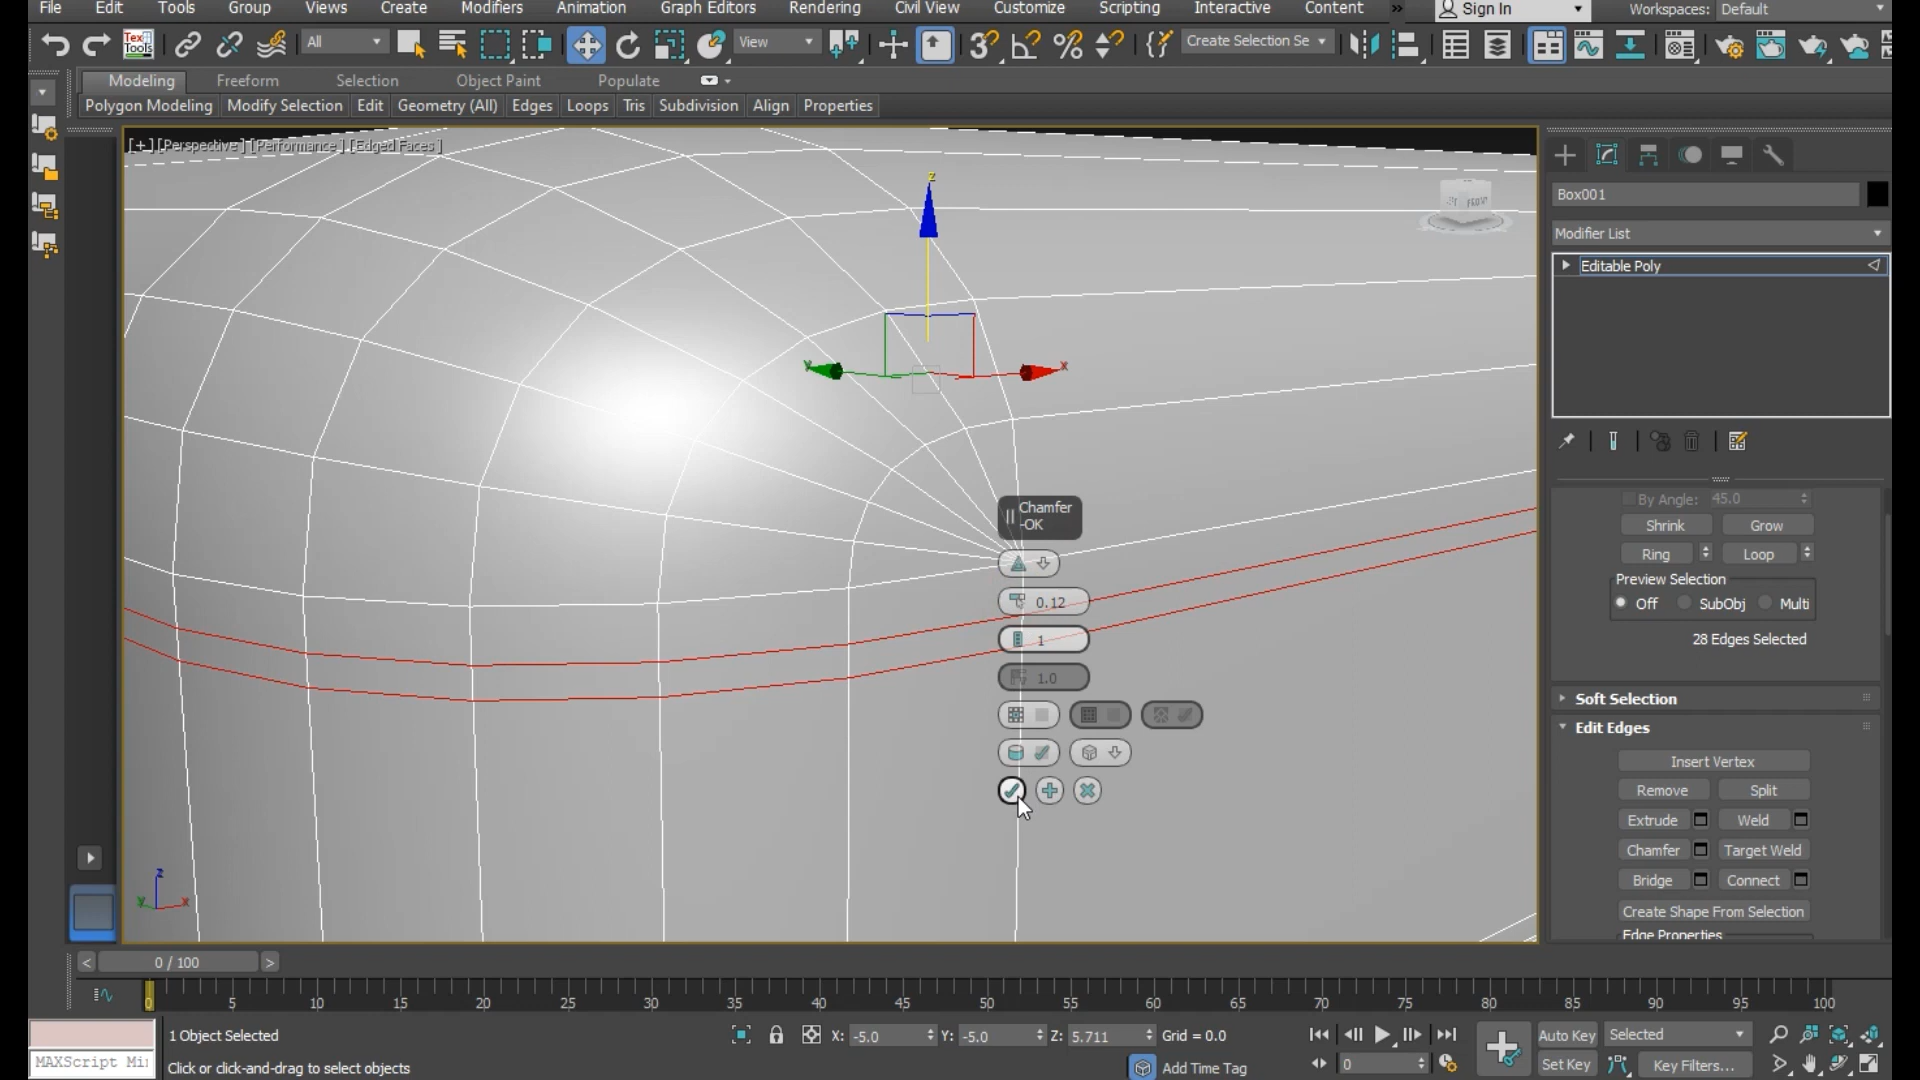 File Edit Tools Group Views Create Modifiers Animation Graph Editors Rendering Civil View Customize Scripting Interactive Content » Sign In Workspaces: Default
Tex Tools All View Create Selection Se
Modeling Freeform Selection Object Paint Populate
Polygon Modeling Modify Selection Edit Geometry (All) Edges Loops Tris Subdivision Align Properties
[+] [Perspective] [Performance] [Edged Faces]
z
y x
FRONT
Box001
Modifier List
Editable Poly
By Angle: 45.0
Shrink Grow
Ring Loop
Preview Selection
Off SubObj Multi
28 Edges Selected
Soft Selection
Edit Edges
Insert Vertex
Remove Split
Extrude Weld
Chamfer Target Weld
Bridge Connect
Create Shape From Selection
Edge Properties
Chamfer
-OK
0.12
1
1.0
z
y x
< 0 / 100 >
0 5 10 15 20 25 30 35 40 45 50 55 60 65 70 75 80 85 90 95 100
1 Object Selected X: -5.0 Y: -5.0 Z: 5.711 Grid = 0.0 Auto Key Selected
MAXScript Mi
Click or click-and-drag to select objects Add Time Tag 0 Set Key Key Filters...